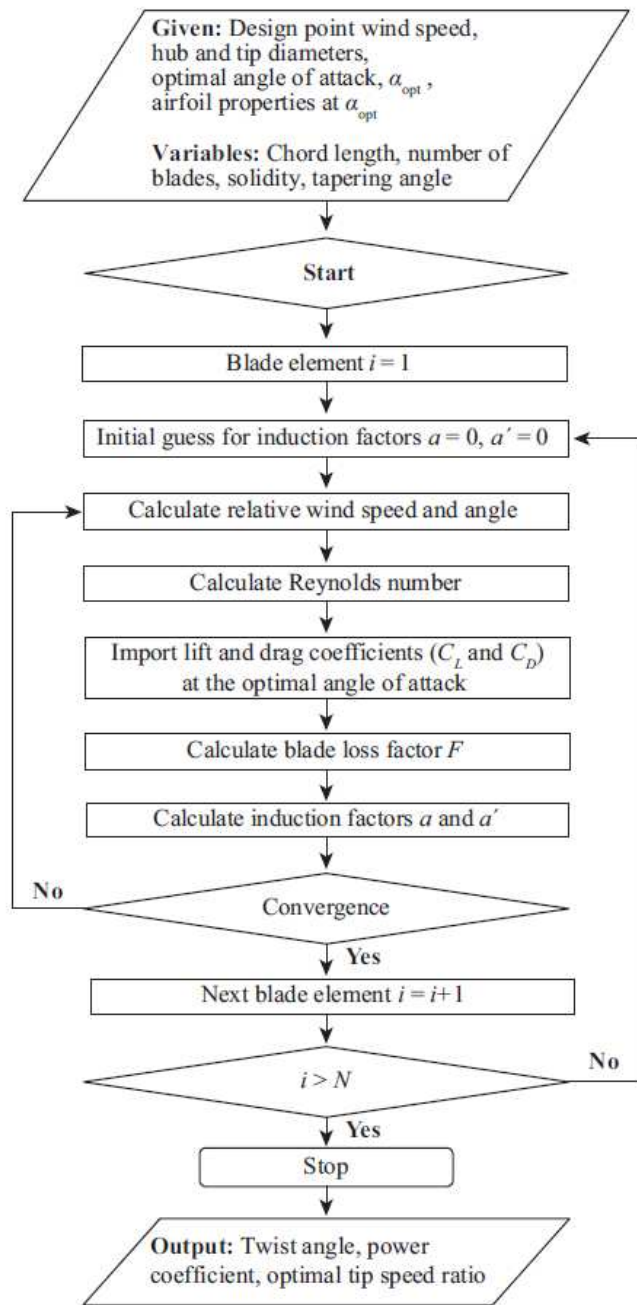 Given: Design point wind speed,
hub and tip diameters,
optimal angle of attack, αopt ,
airfoil properties at αopt
Variables: Chord length, number of
blades, solidity, tapering angle
Start
Blade element i = 1
Initial guess for induction factors a = 0, a′ = 0
Calculate relative wind speed and angle
Calculate Reynolds number
Import lift and drag coefficients (CL and CD)
at the optimal angle of attack
Calculate blade loss factor F
Calculate induction factors a and a′
No
Convergence
Yes
Next blade element i = i+1
i > N
No
Yes
Stop
Output: Twist angle, power
coefficient, optimal tip speed ratio